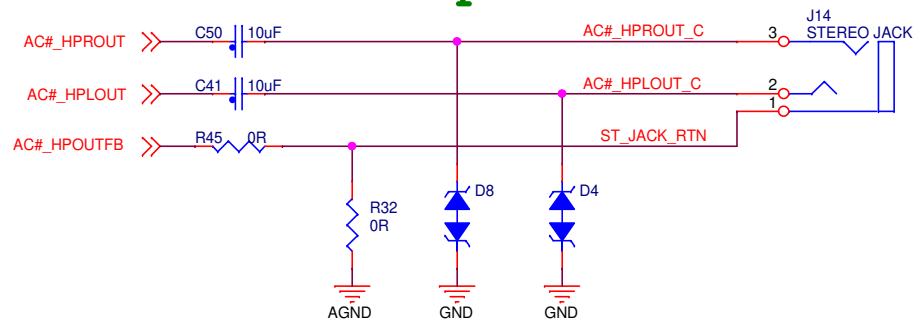 J14
AC#_HPROUT C50 10uF AC#_HPROUT_C 3 STEREO JACK
AC#_HPLOUT C41 10uF AC#_HPLOUT_C 2
1
AC#_HPOUTFB R45 0R ST_JACK_RTN
D8 D4
R32
0R
AGND GND GND